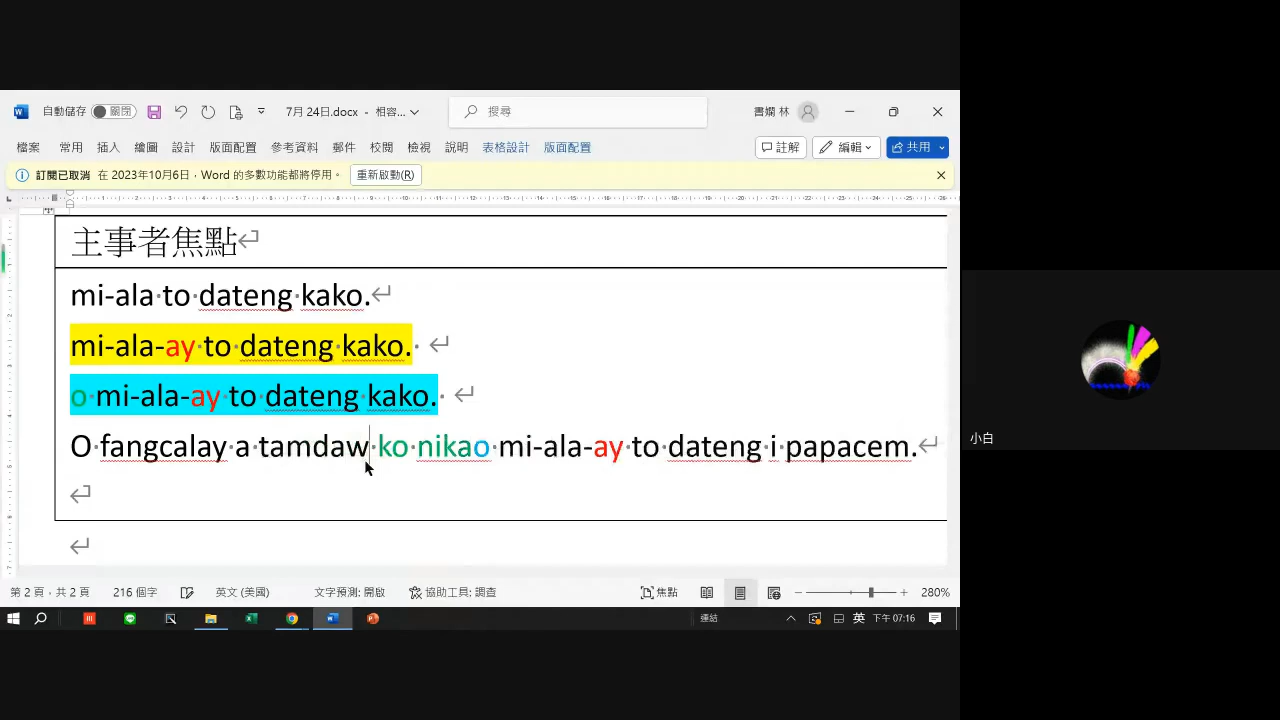 自動儲存 關閉 7月 24日.docx - 相容... 搜尋 書嫻 林
檔案 常用 插入 繪圖 設計 版面配置 參考資料 郵件 校閱 檢視 說明 表格設計 版面配置 註解 編輯 共用
訂閱已取消 在 2023年10月6日，Word 的多數功能都將停用。 重新啟動(R)
主事者焦點
mi-ala to dateng kako.
mi-ala-ay to dateng kako.
o mi-ala-ay to dateng kako.
O fangcalay a tamdaw ko nikao mi-ala-ay to dateng i papacem.
小白
第 2 頁，共 2 頁 216 個字 英文 (美國) 文字預測: 開啟 協助工具: 調查 焦點 280%
連結 英 下午 07:16